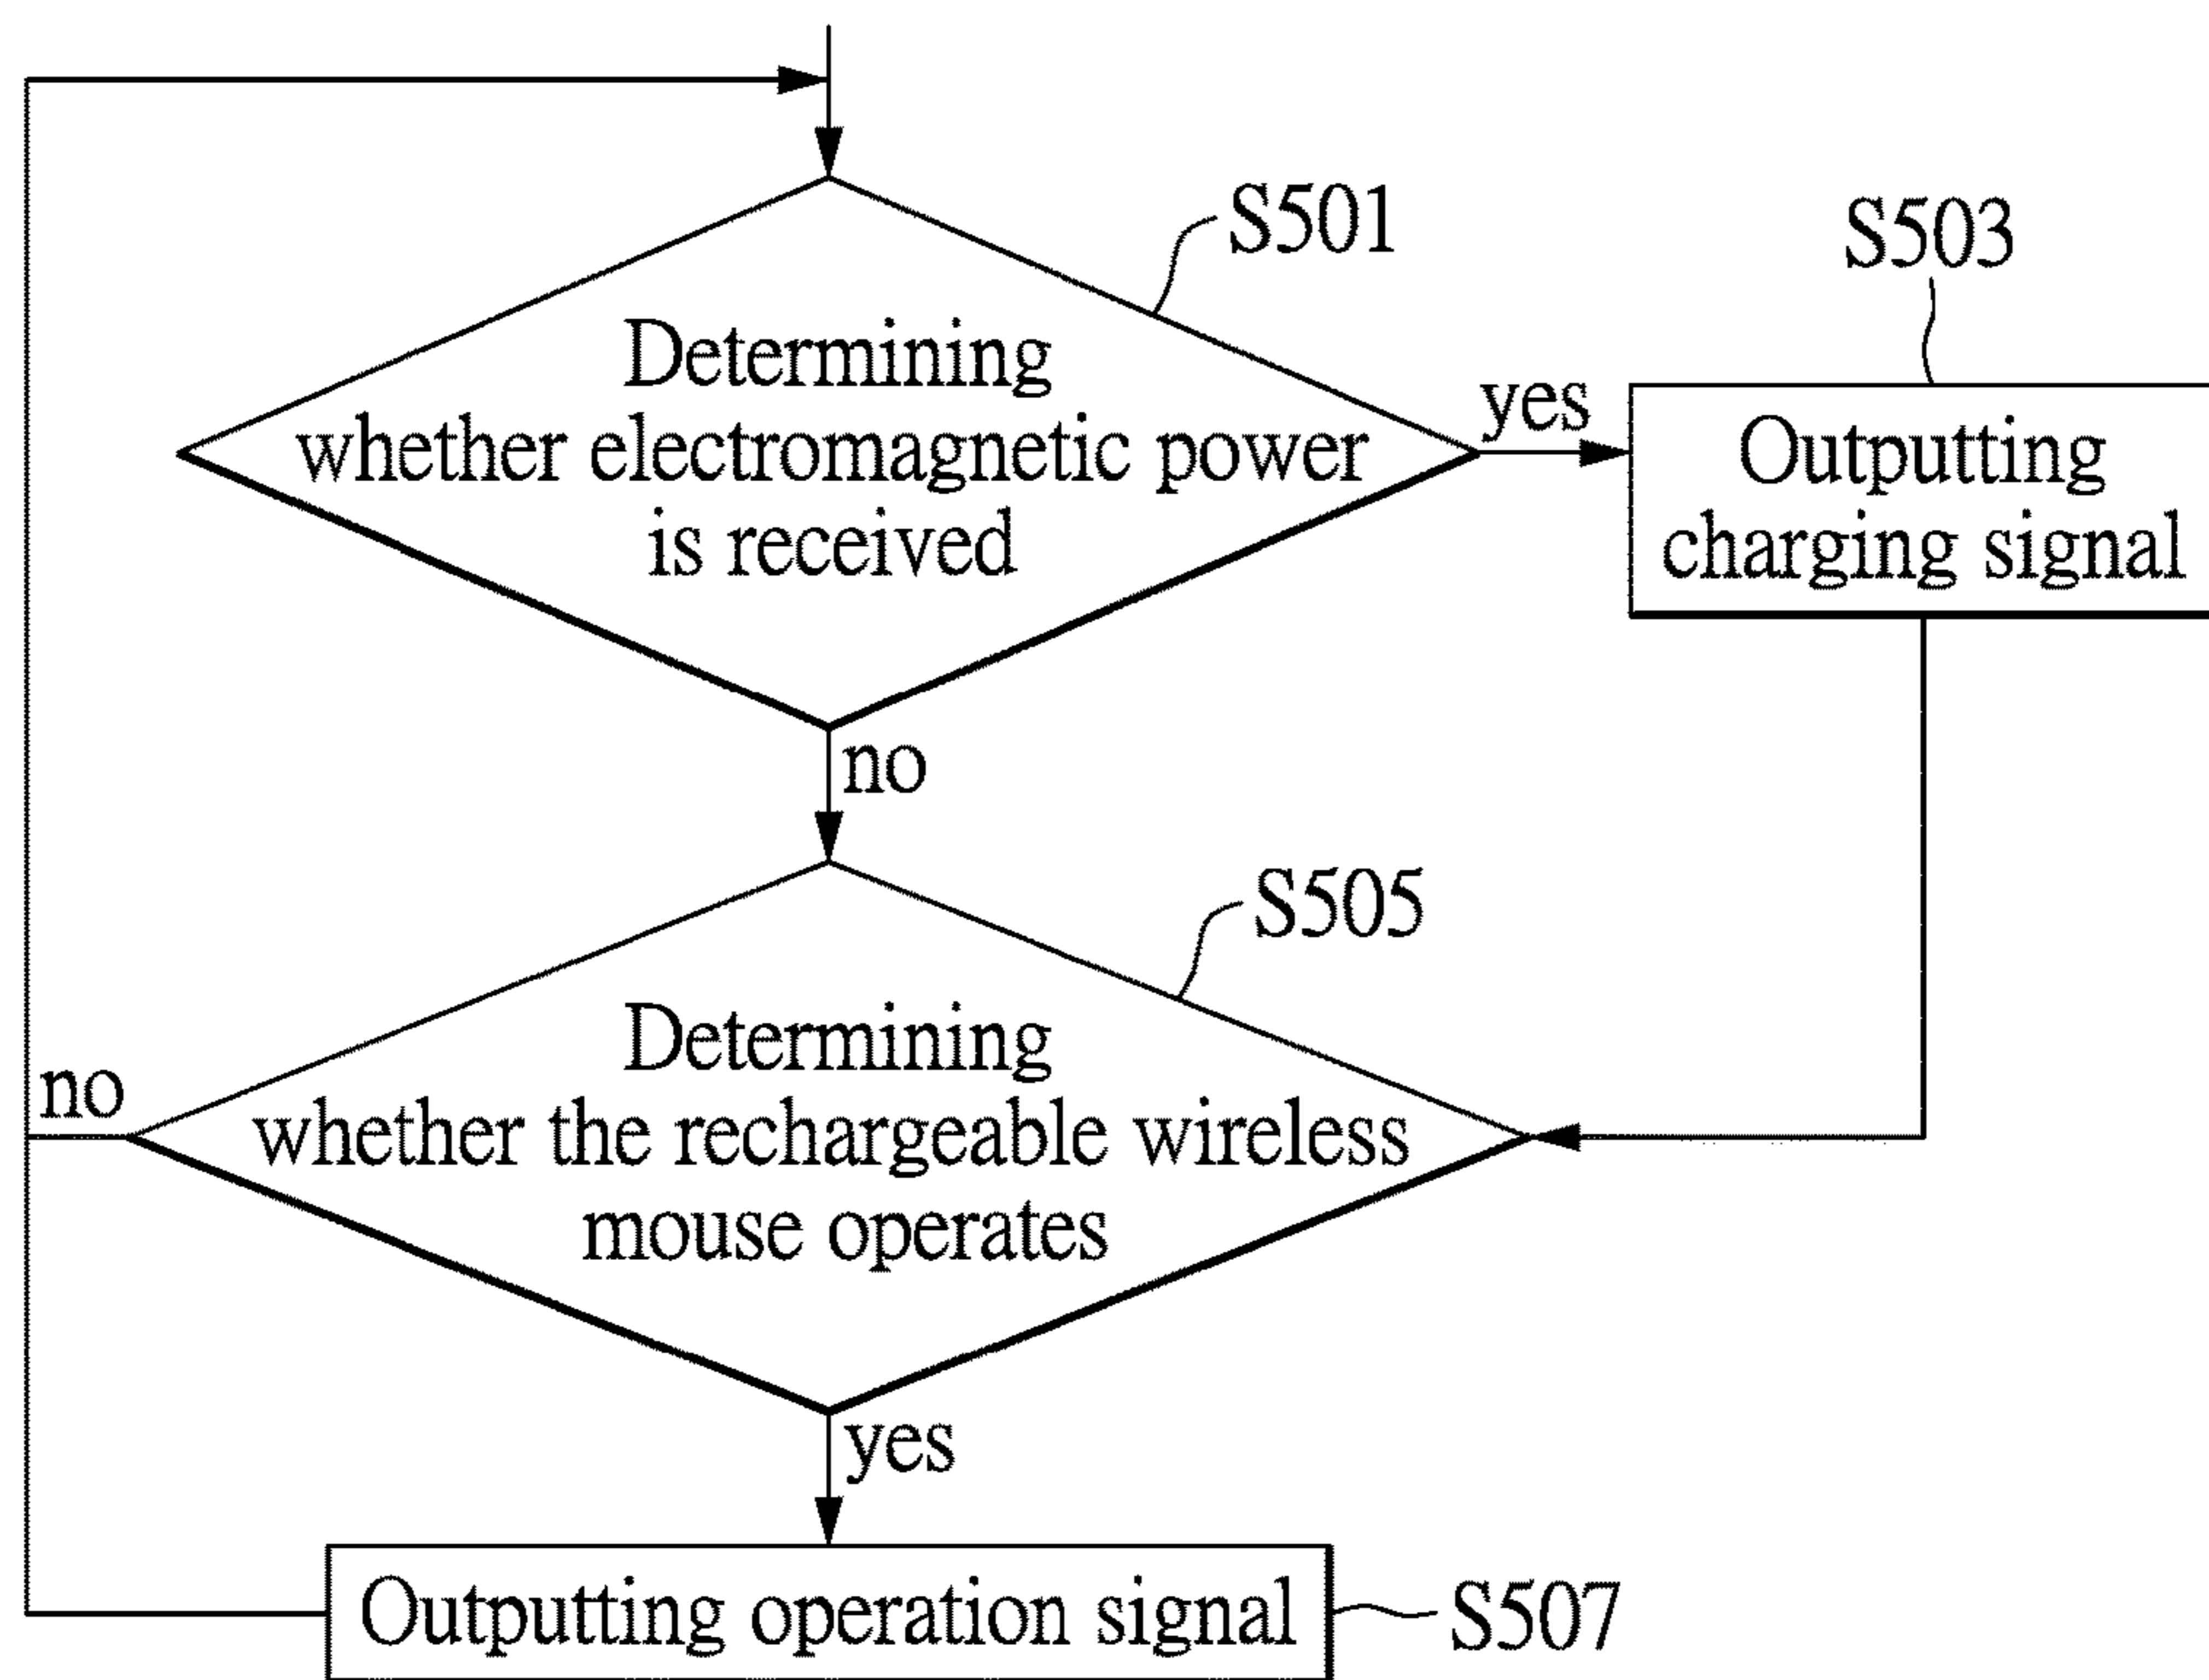 S501
S503
Determining
whether electromagnetic power
is received
yes
Outputting
charging signal
no
S505
Determining
whether the rechargeable wireless
mouse operates
no
yes
Outputting operation signal
S507